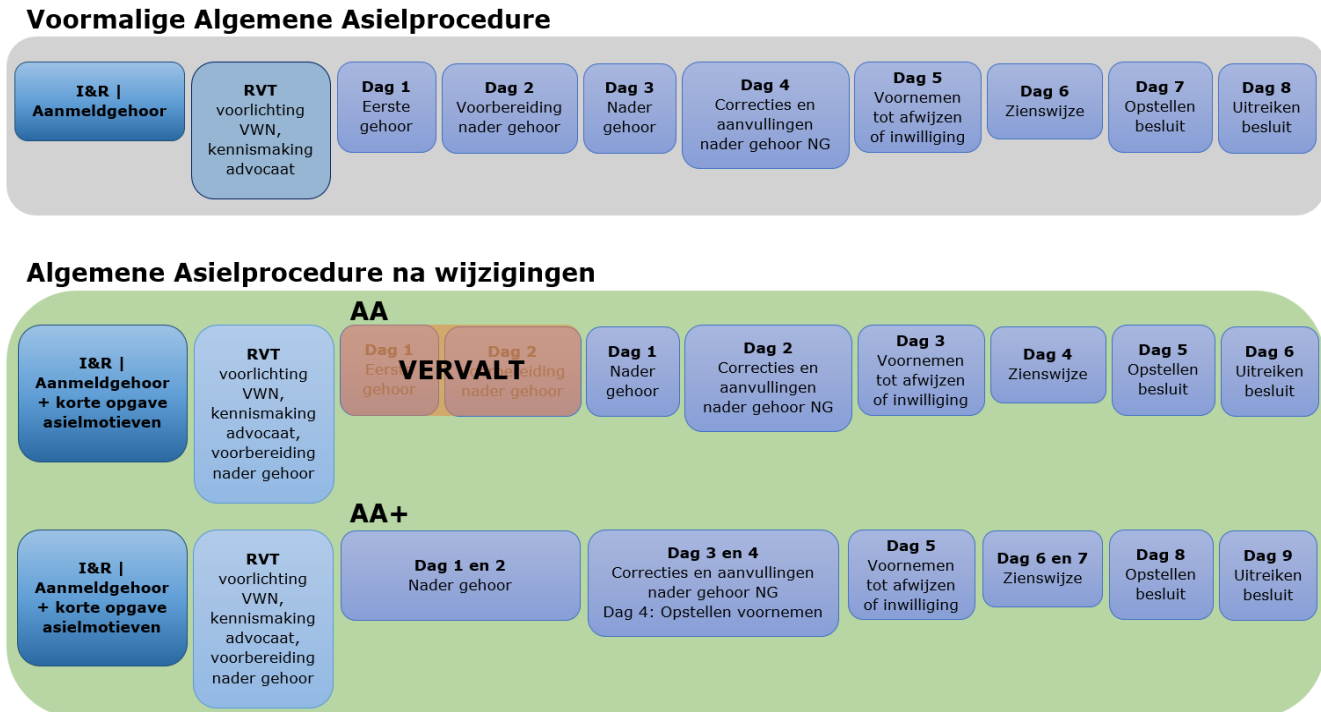 Voormalige Algemene Asielprocedure
I&R |
Aanmeldgehoor
RVT
voorlichting
VWN,
kennismaking
advocaat
Dag 1
Eerste
gehoor
Dag 2
Voorbereiding
nader gehoor
Dag 3
Nader
gehoor
Dag 4
Correcties en
aanvullingen
nader gehoor NG
Dag 5
Voornemen
tot afwijzen
of inwilliging
Dag 6
Zienswijze
Dag 7
Opstellen
besluit
Dag 8
Uitreiken
besluit
Algemene Asielprocedure na wijzigingen
AA
I&R |
Aanmeldgehoor
+ korte opgave
asielmotieven
RVT
voorlichting
VWN,
kennismaking
advocaat,
voorbereiding
nader gehoor
Dag 1
Eerste
gehoor
Dag 2
Voorbereiding
nader gehoor
VERVALT
Dag 1
Nader
gehoor
Dag 2
Correcties en
aanvullingen
nader gehoor NG
Dag 3
Voornemen
tot afwijzen
of inwilliging
Dag 4
Zienswijze
Dag 5
Opstellen
besluit
Dag 6
Uitreiken
besluit
AA+
I&R |
Aanmeldgehoor
+ korte opgave
asielmotieven
RVT
voorlichting
VWN,
kennismaking
advocaat,
voorbereiding
nader gehoor
Dag 1 en 2
Nader gehoor
Dag 3 en 4
Correcties en aanvullingen
nader gehoor NG
Dag 4: Opstellen voornemen
Dag 5
Voornemen
tot afwijzen
of inwilliging
Dag 6 en 7
Zienswijze
Dag 8
Opstellen
besluit
Dag 9
Uitreiken
besluit